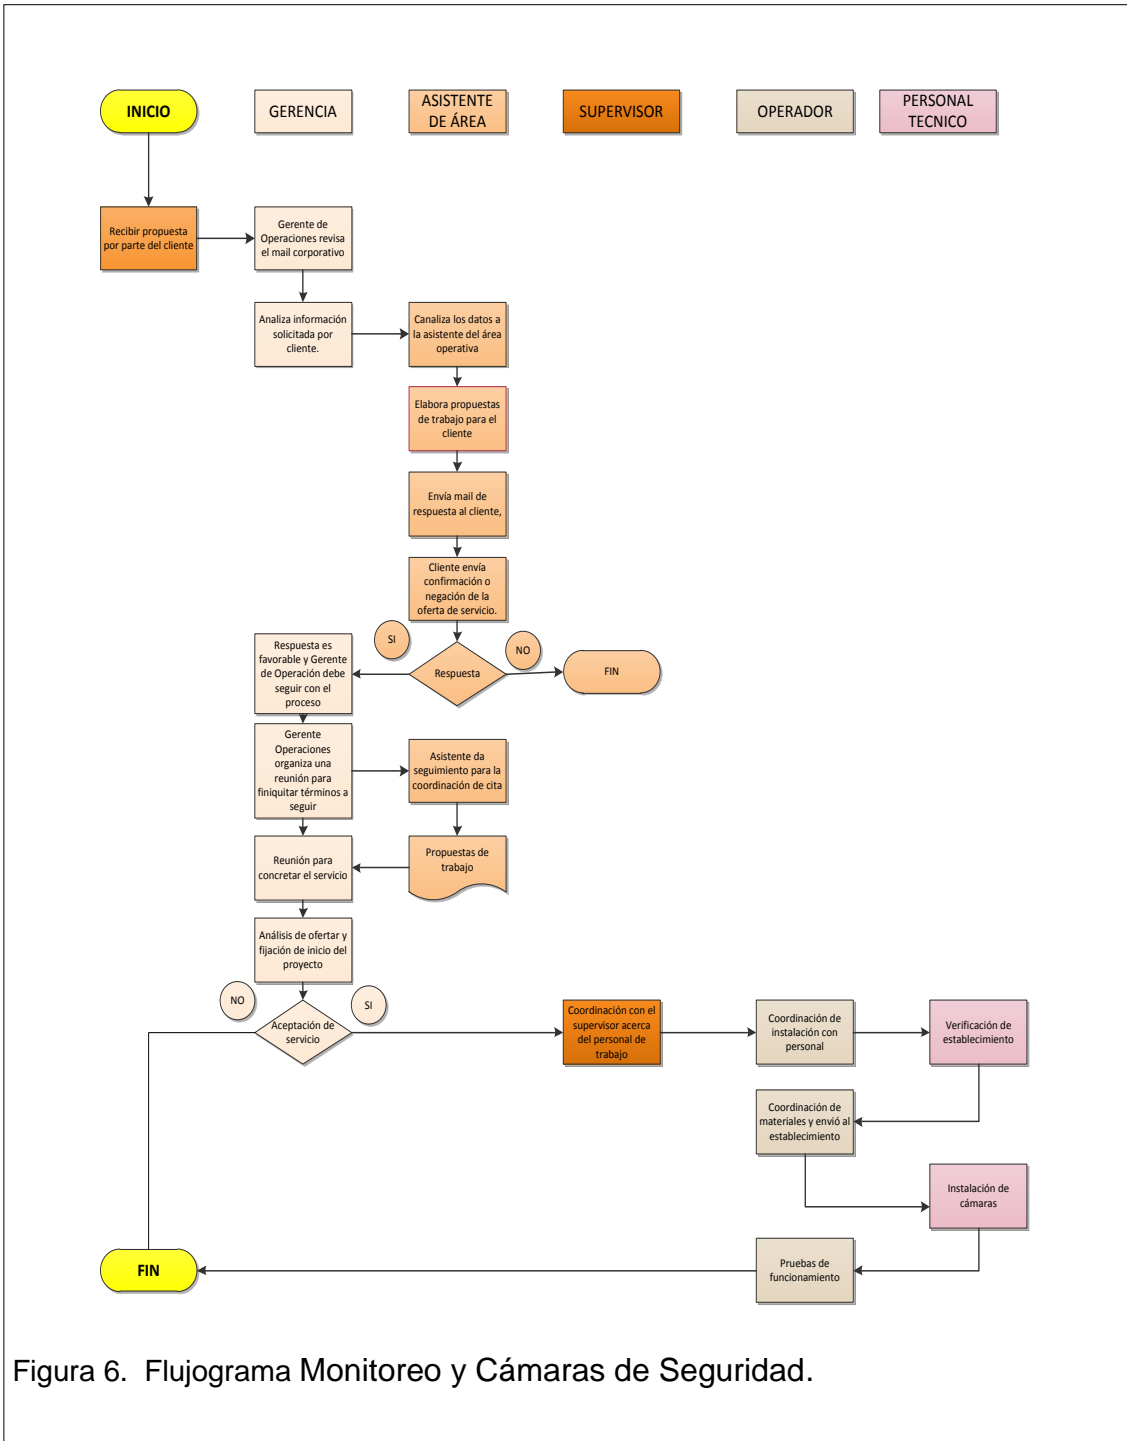 INICIO
GERENCIA
ASISTENTE
DE ÁREA
SUPERVISOR
OPERADOR
PERSONAL
TECNICO
Recibir propuesta
por parte del cliente
Gerente de
Operaciones revisa
el mail corporativo
Analiza información
solicitada por
cliente.
Canaliza los datos a
la asistente del área
operativa
Elabora propuestas
de trabajo para el
cliente
Envía mail de
respuesta al cliente,
Cliente envía
confirmación o
negación de la
oferta de servicio.
SI
NO
Respuesta
FIN
Respuesta es
favorable y Gerente
de Operación debe
seguir con el
proceso
Gerente
Operaciones
organiza una
reunión para
finiquitar términos a
seguir
Asistente da
seguimiento para la
coordinación de cita
Reunión para
concretar el servicio
Propuestas de
trabajo
Análisis de ofertar y
fijación de inicio del
proyecto
NO
SI
Aceptación de
servicio
Coordinación con el
supervisor acerca
del personal de
trabajo
Coordinación de
instalación con
personal
Verificación de
establecimiento
Coordinación de
materiales y envió al
establecimiento
Instalación de
cámaras
Pruebas de
funcionamiento
FIN
Figura 6. Flujograma Monitoreo y Cámaras de Seguridad.